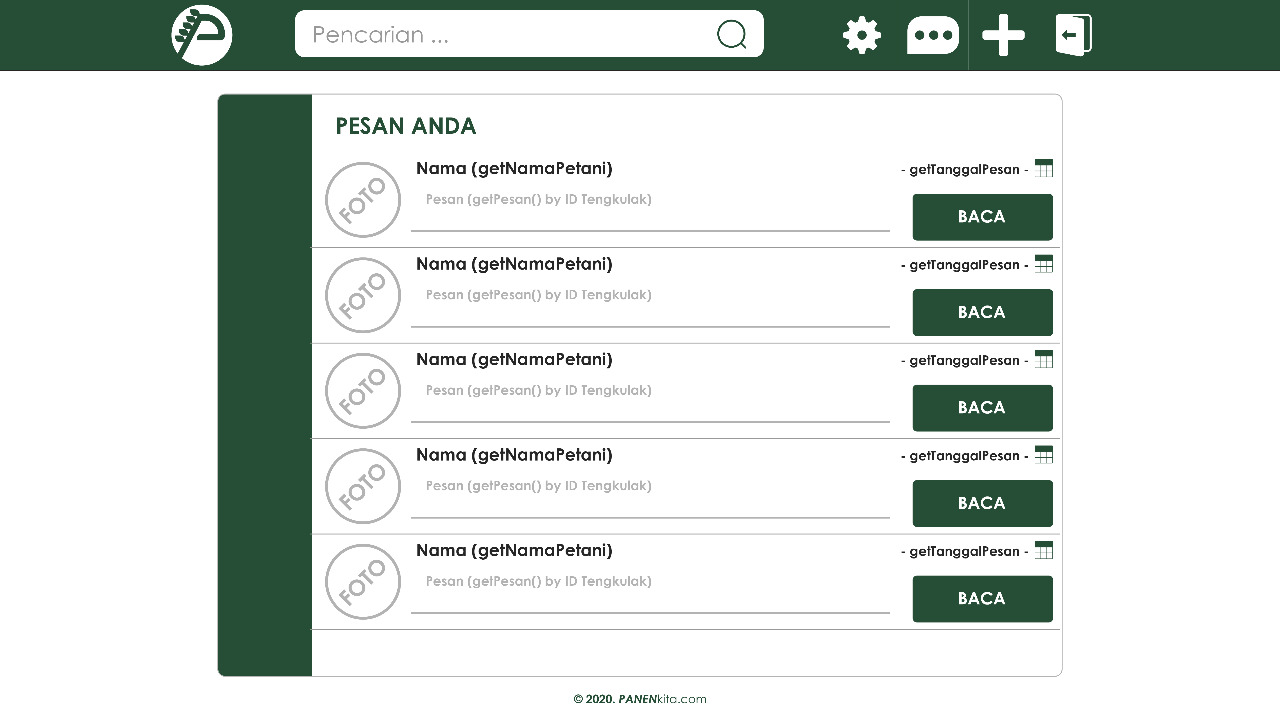 Pencarian ...
PESAN ANDA
FOTO
Nama (getNamaPetani)
- getTanggalPesan -
Pesan (getPesan() by ID Tengkulak)
BACA
FOTO
Nama (getNamaPetani)
- getTanggalPesan -
Pesan (getPesan() by ID Tengkulak)
BACA
FOTO
Nama (getNamaPetani)
- getTanggalPesan -
Pesan (getPesan() by ID Tengkulak)
BACA
FOTO
Nama (getNamaPetani)
- getTanggalPesan -
Pesan (getPesan() by ID Tengkulak)
BACA
FOTO
Nama (getNamaPetani)
- getTanggalPesan -
Pesan (getPesan() by ID Tengkulak)
BACA
© 2020. PANENkita.com